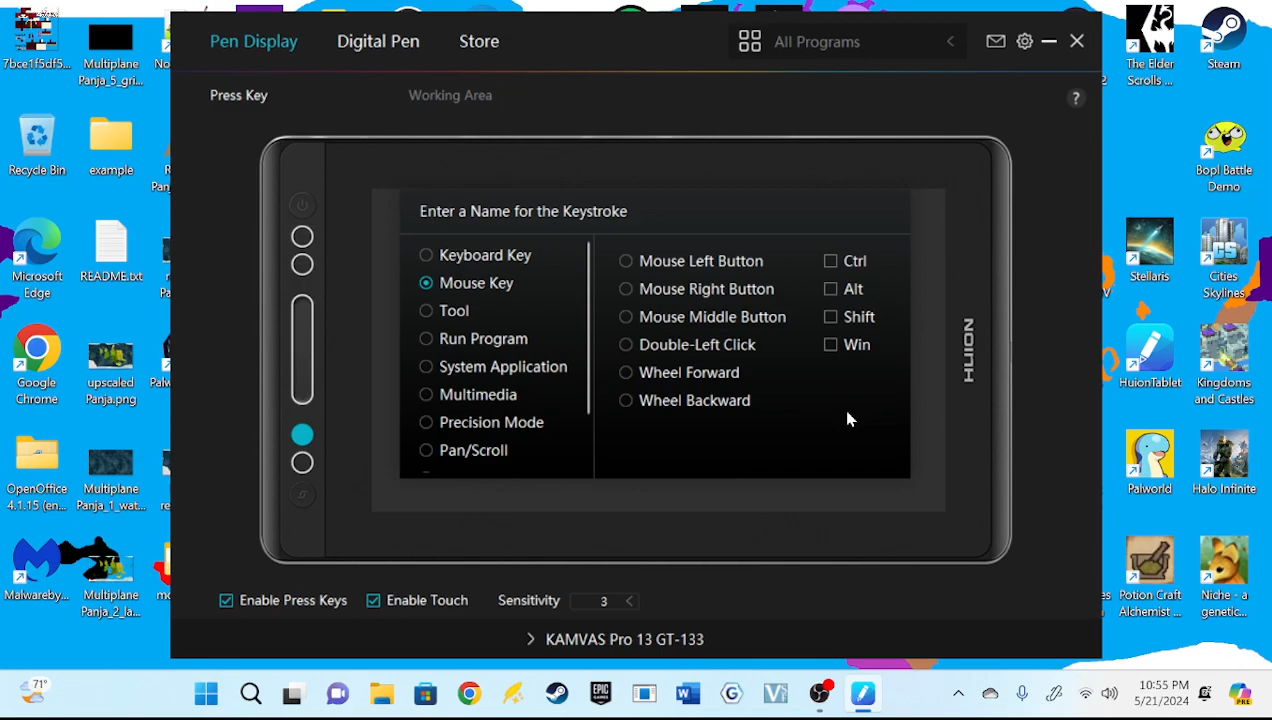 Pen Display
Digital Pen
Store
All Programs
Press Key
Working Area
?
Enter a Name for the Keystroke
Keyboard Key
Mouse Key
Tool
Run Program
System Application
Multimedia
Precision Mode
Pan/Scroll
Mouse Left Button
Mouse Right Button
Mouse Middle Button
Double-Left Click
Wheel Forward
Wheel Backward
Ctrl
Alt
Shift
Win
HUION
Enable Press Keys
Enable Touch
Sensitivity
3
KAMVAS Pro 13 GT-133
7bce1f5df5...
Multiplane
Panja_5_gri...
Recycle Bin
example
Microsoft
Edge
README.txt
Google
Chrome
upscaled
Panja.png
OpenOffice
4.1.15 (en...
Multiplane
Panja_1_wat...
Malwareby...
Multiplane
Panja_2_la...
The Elder
Scrolls ...
Steam
Bopl Battle
Demo
Stellaris
Cities
Skylines
HuionTablet
Kingdoms
and Castles
Palworld
Halo Infinite
Potion Craft
Alchemist ...
Niche - a
genetic...
71°
EPIC
GAMES
10:55 PM
5/21/2024
PRE